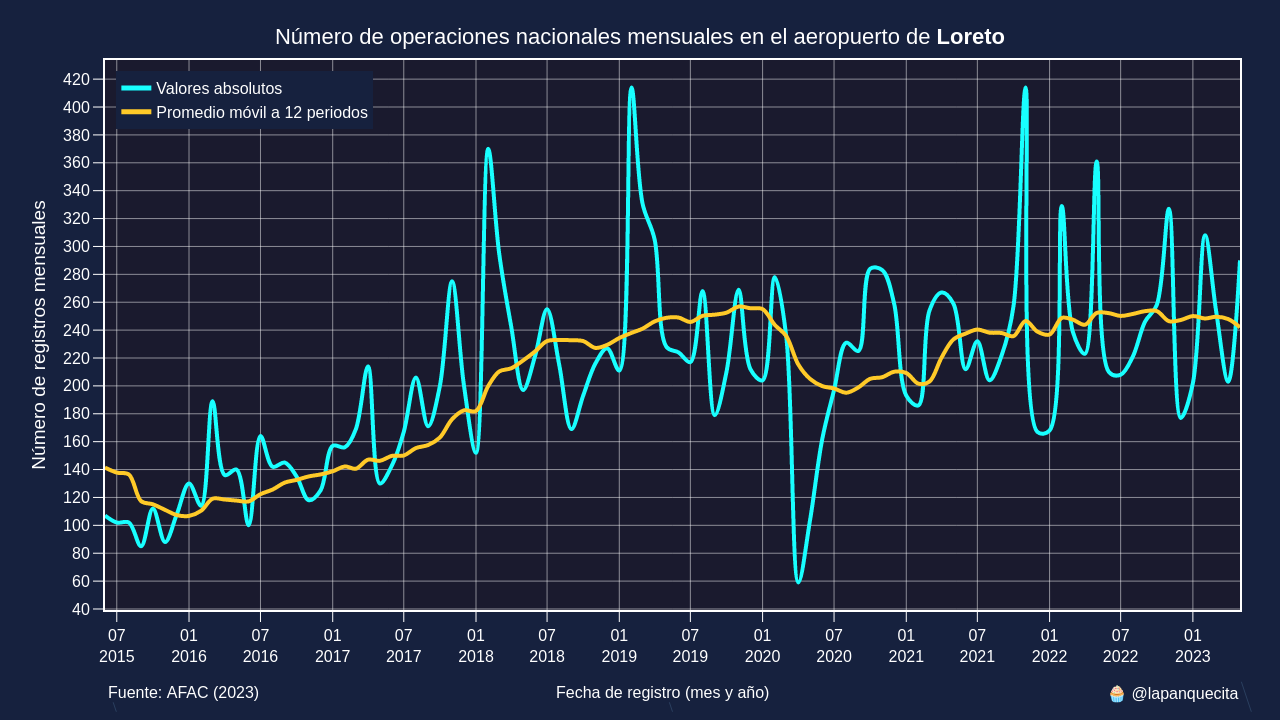 Número de operaciones nacionales mensuales en el aeropuerto de Loreto
Valores absolutos
Promedio móvil a 12 periodos
Número de registros mensuales
420
400
380
360
340
320
300
280
260
240
220
200
180
160
140
120
100
80
60
40
07 01 07 01 07 01 07 01 07 01 07 01 07 01 07 01
2015 2016 2016 2017 2017 2018 2018 2019 2019 2020 2020 2021 2021 2022 2022 2023
Fuente: AFAC (2023)
Fecha de registro (mes y año)
🧁 @lapanquecita